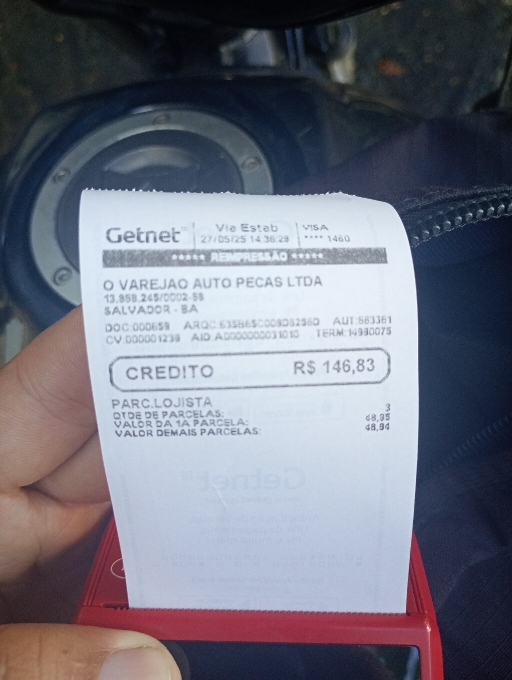 Getnet Via Estab VISA
27/05/25 14:36:29 **** 1460
***** REIMPRESSÃO *****
O VAREJAO AUTO PECAS LTDA
13.958.245/0002-58
SALVADOR - BA
DOC:000659 AUT:583361
CV:000001239 AID:A0000000031010 TERM:14990075
CREDITO R$ 146,83
PARC.LOJISTA
QTDE DE PARCELAS: 3
VALOR DA 1A PARCELA: 48,95
VALOR DEMAIS PARCELAS: 48,94